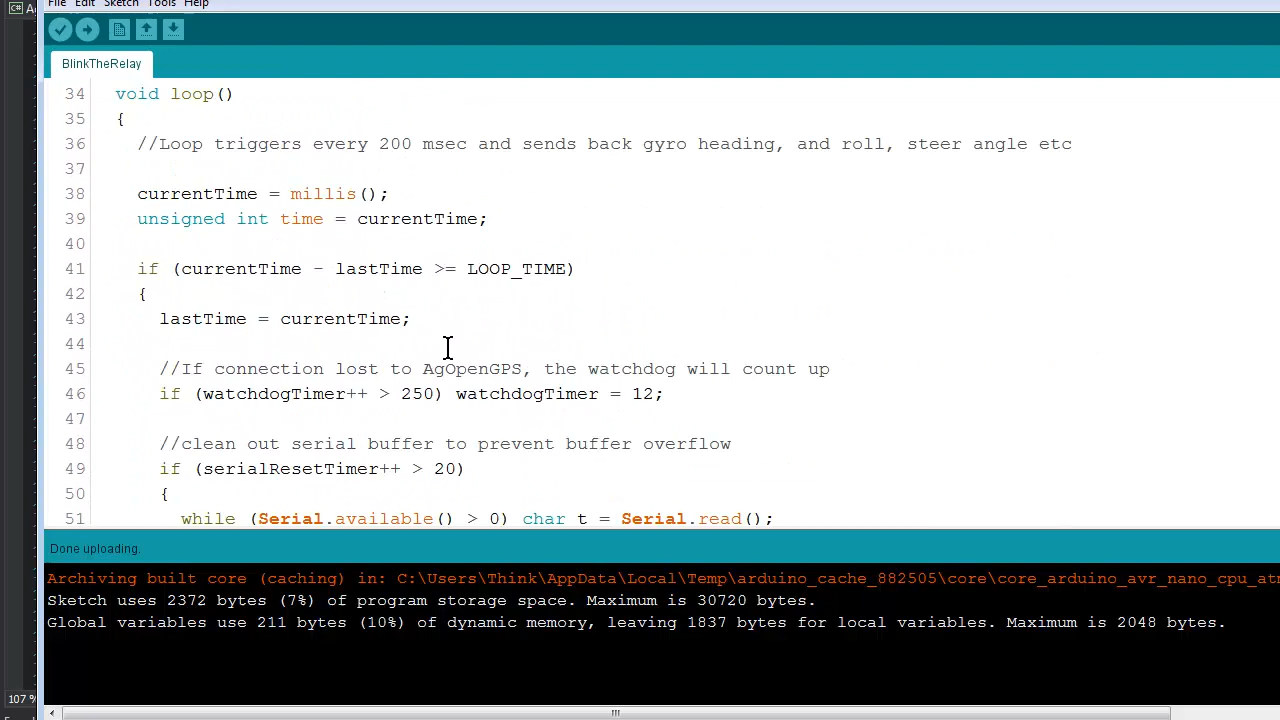 C# A
File Edit Sketch Tools Help
BlinkTheRelay
34 void loop()
35 {
36 //Loop triggers every 200 msec and sends back gyro heading, and roll, steer angle etc
37
38 currentTime = millis();
39 unsigned int time = currentTime;
40
41 if (currentTime - lastTime >= LOOP_TIME)
42 {
43 lastTime = currentTime;
44
45 //If connection lost to AgOpenGPS, the watchdog will count up
46 if (watchdogTimer++ > 250) watchdogTimer = 12;
47
48 //clean out serial buffer to prevent buffer overflow
49 if (serialResetTimer++ > 20)
50 {
51 while (Serial.available() > 0) char t = Serial.read();
Done uploading.
Archiving built core (caching) in: C:\Users\Think\AppData\Local\Temp\arduino_cache_882505\core\core_arduino_avr_nano_cpu_atm
Sketch uses 2372 bytes (7%) of program storage space. Maximum is 30720 bytes.
Global variables use 211 bytes (10%) of dynamic memory, leaving 1837 bytes for local variables. Maximum is 2048 bytes.
107 %